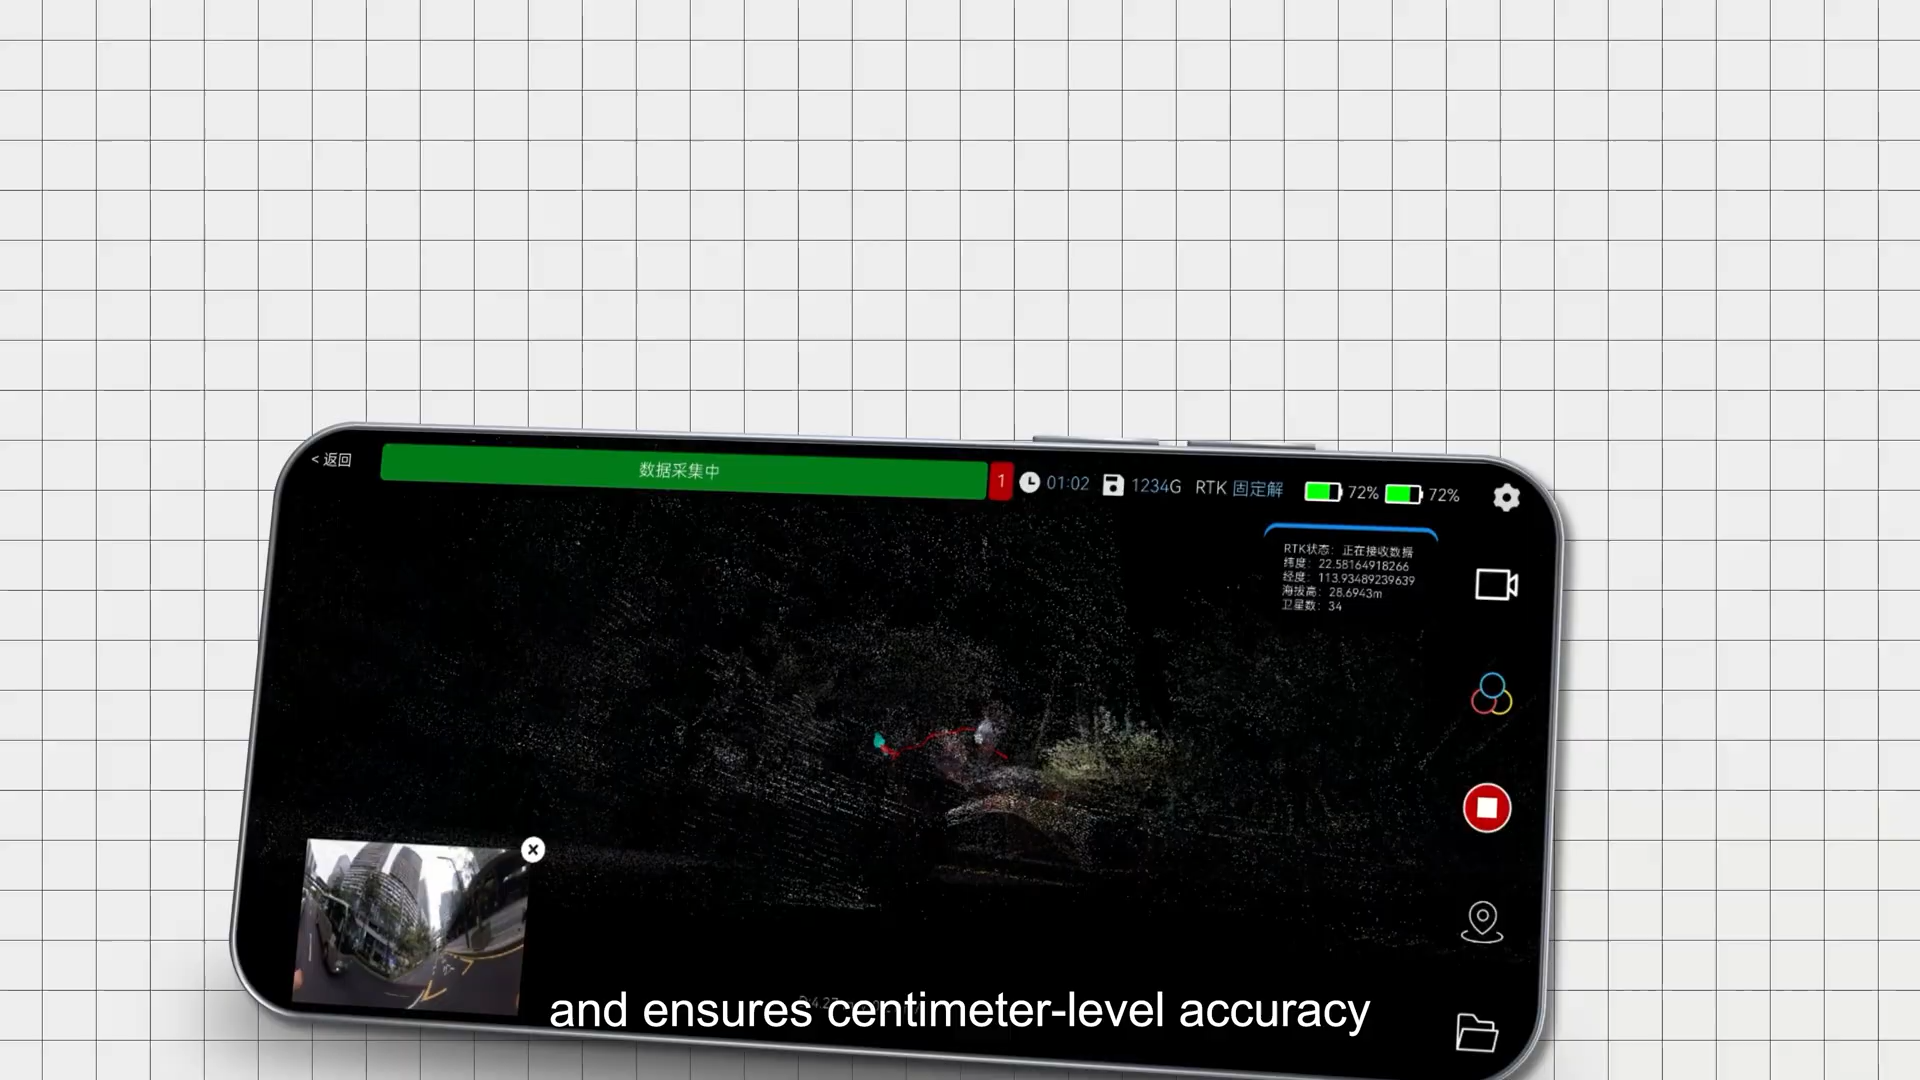 < 返回
数据采集中
1
01:02
1234G
RTK 固定解
72%
72%
RTK状态：正在接收数据
纬度：22.58164918266
经度：113.93489239639
海拔高：28.6943m
卫星数：34
and ensures centimeter-level accuracy